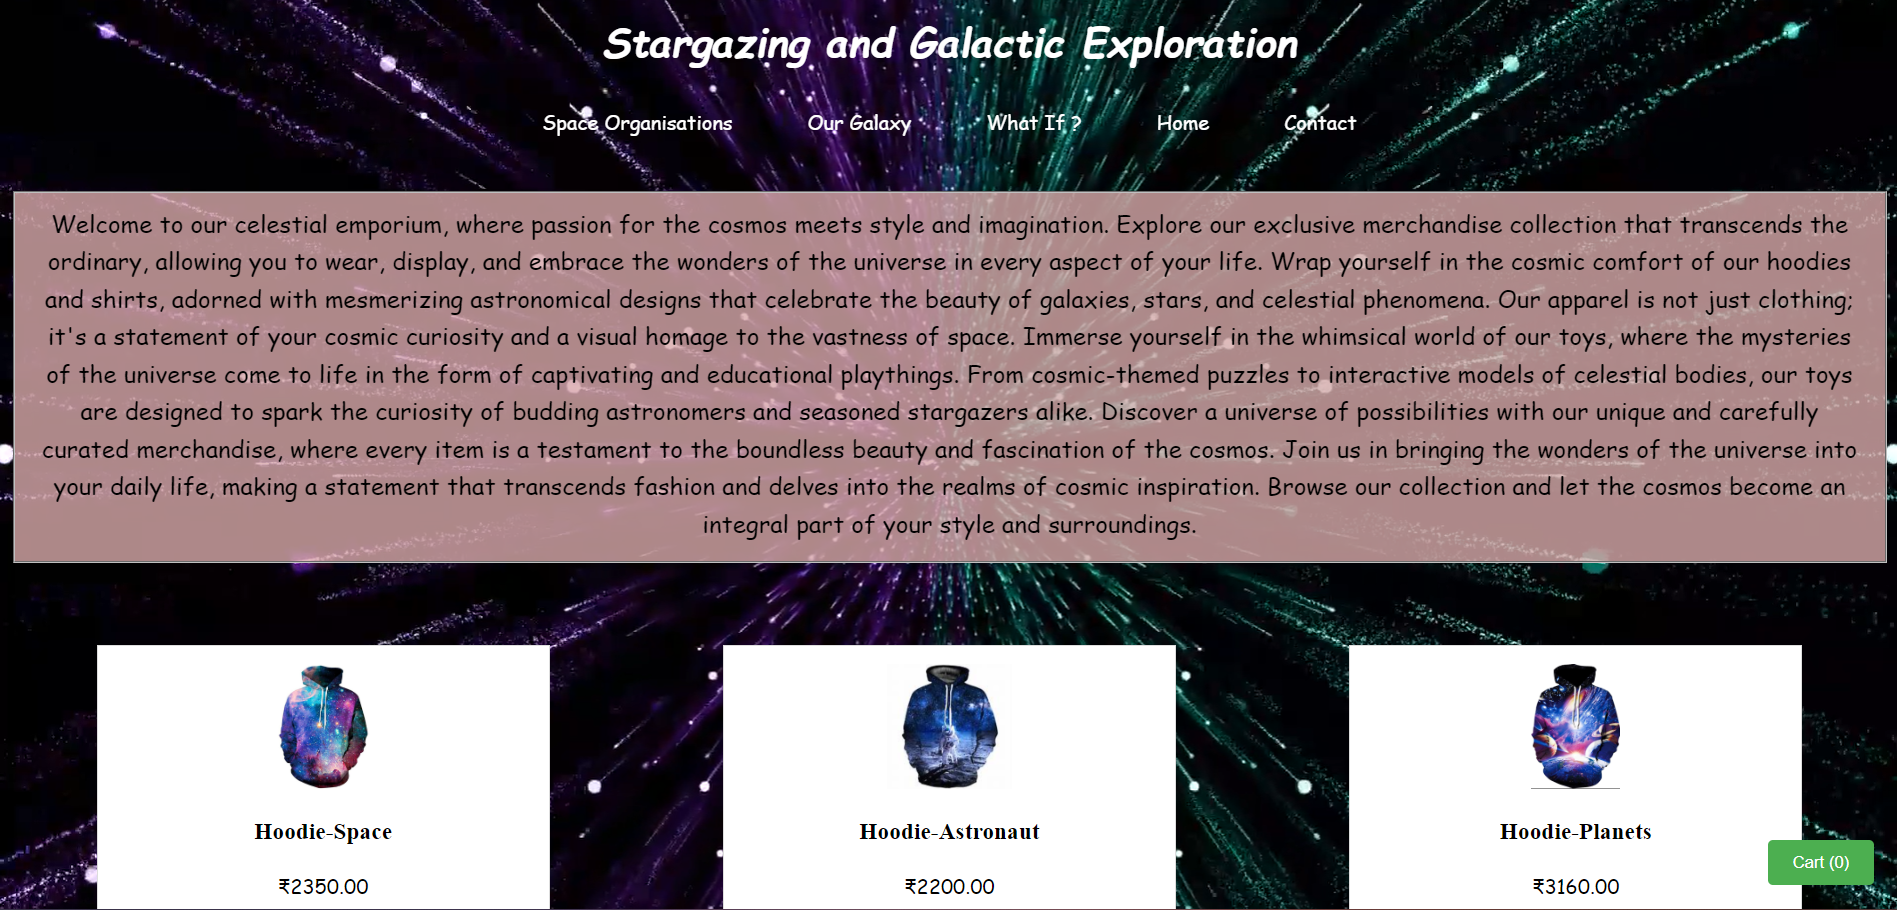 Stargazing and Galactic Exploration
Space Organisations Our Galaxy What If ? Home Contact
Welcome to our celestial emporium, where passion for the cosmos meets style and imagination. Explore our exclusive merchandise collection that transcends the
ordinary, allowing you to wear, display, and embrace the wonders of the universe in every aspect of your life. Wrap yourself in the cosmic comfort of our hoodies
and shirts, adorned with mesmerizing astronomical designs that celebrate the beauty of galaxies, stars, and celestial phenomena. Our apparel is not just clothing;
it's a statement of your cosmic curiosity and a visual homage to the vastness of space. Immerse yourself in the whimsical world of our toys, where the mysteries
of the universe come to life in the form of captivating and educational playthings. From cosmic-themed puzzles to interactive models of celestial bodies, our toys
are designed to spark the curiosity of budding astronomers and seasoned stargazers alike. Discover a universe of possibilities with our unique and carefully
curated merchandise, where every item is a testament to the boundless beauty and fascination of the cosmos. Join us in bringing the wonders of the universe into
your daily life, making a statement that transcends fashion and delves into the realms of cosmic inspiration. Browse our collection and let the cosmos become an
integral part of your style and surroundings.
Hoodie-Space
₹2350.00
Hoodie-Astronaut
₹2200.00
Hoodie-Planets
₹3160.00
Cart (0)